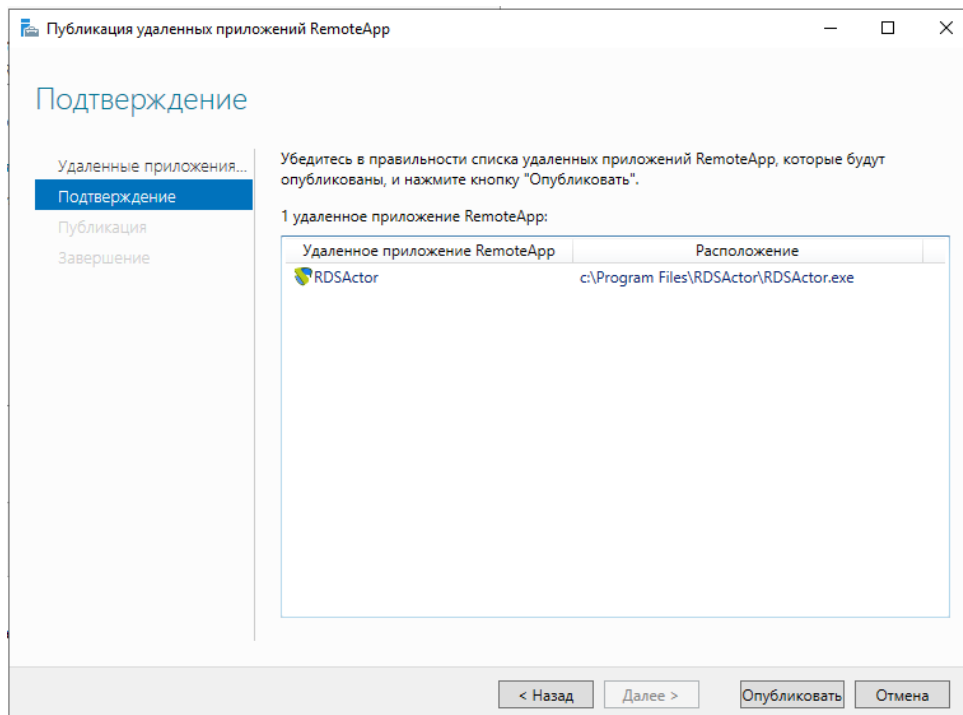 Публикация удаленных приложений RemoteApp
Подтверждение
Удаленные приложения...
Подтверждение
Публикация
Завершение
Убедитесь в правильности списка удаленных приложений RemoteApp, которые будут
опубликованы, и нажмите кнопку "Опубликовать".
1 удаленное приложение RemoteApp:
Удаленное приложение RemoteApp Расположение
RDSActor c:\Program Files\RDSActor\RDSActor.exe
< Назад Далее > Опубликовать Отмена